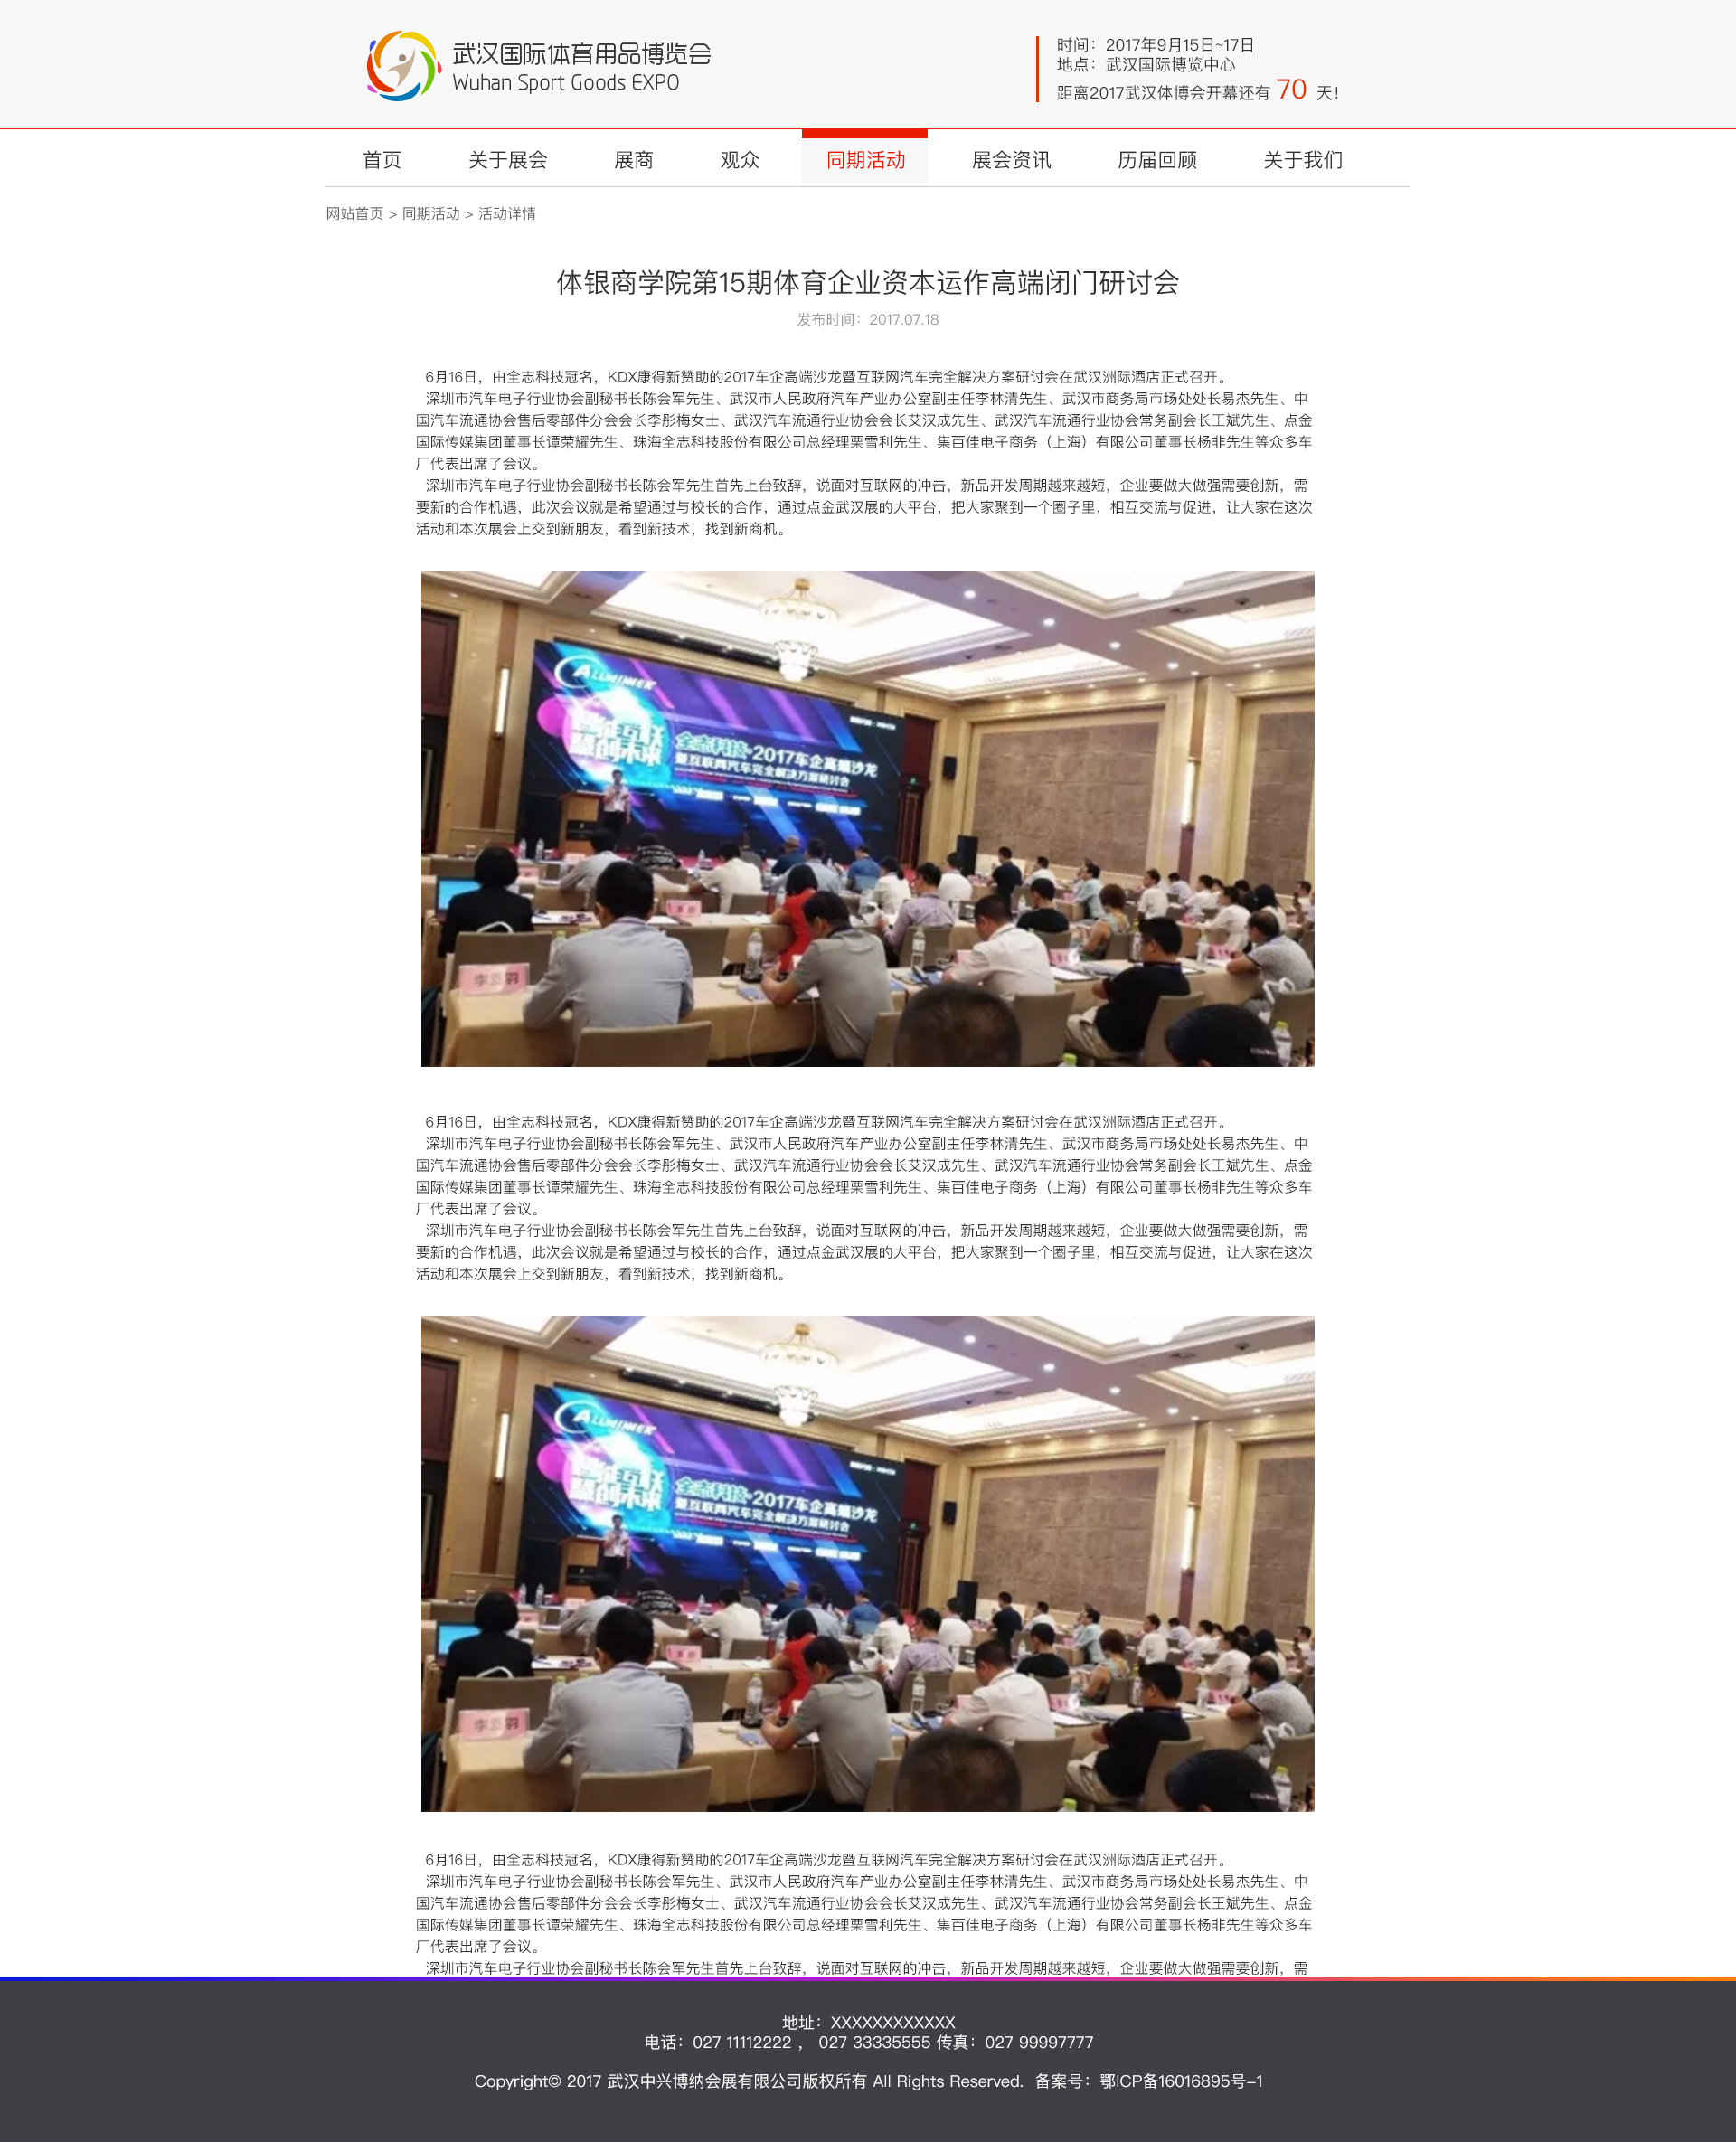 武汉国际体育用品博览会
Wuhan Sport Goods EXPO
时间：2017年9月15日~17日
地点：武汉国际博览中心
距离2017武汉体博会开幕还有 70 天！
首页 关于展会 展商 观众 同期活动 展会资讯 历届回顾 关于我们
网站首页 > 同期活动 > 活动详情
体银商学院第15期体育企业资本运作高端闭门研讨会
发布时间：2017.07.18
6月16日，由全志科技冠名，KDX康得新赞助的2017车企高端沙龙暨互联网汽车完全解决方案研讨会在武汉洲际酒店正式召开。
深圳市汽车电子行业协会副秘书长陈会军先生、武汉市人民政府汽车产业办公室副主任李林清先生、武汉市商务局市场处处长易杰先生、中
国汽车流通协会售后零部件分会会长李彤梅女士、武汉汽车流通行业协会会长艾汉成先生、武汉汽车流通行业协会常务副会长王斌先生、点金
国际传媒集团董事长谭荣耀先生、珠海全志科技股份有限公司总经理栗雪利先生、集百佳电子商务（上海）有限公司董事长杨非先生等众多车
厂代表出席了会议。
深圳市汽车电子行业协会副秘书长陈会军先生首先上台致辞，说面对互联网的冲击，新品开发周期越来越短，企业要做大做强需要创新，需
要新的合作机遇，此次会议就是希望通过与校长的合作，通过点金武汉展的大平台，把大家聚到一个圈子里，相互交流与促进，让大家在这次
活动和本次展会上交到新朋友，看到新技术，找到新商机。
全志科技·2017车企高端沙龙
暨互联网汽车完全解决方案研讨会
6月16日，由全志科技冠名，KDX康得新赞助的2017车企高端沙龙暨互联网汽车完全解决方案研讨会在武汉洲际酒店正式召开。
深圳市汽车电子行业协会副秘书长陈会军先生、武汉市人民政府汽车产业办公室副主任李林清先生、武汉市商务局市场处处长易杰先生、中
国汽车流通协会售后零部件分会会长李彤梅女士、武汉汽车流通行业协会会长艾汉成先生、武汉汽车流通行业协会常务副会长王斌先生、点金
国际传媒集团董事长谭荣耀先生、珠海全志科技股份有限公司总经理栗雪利先生、集百佳电子商务（上海）有限公司董事长杨非先生等众多车
厂代表出席了会议。
深圳市汽车电子行业协会副秘书长陈会军先生首先上台致辞，说面对互联网的冲击，新品开发周期越来越短，企业要做大做强需要创新，需
要新的合作机遇，此次会议就是希望通过与校长的合作，通过点金武汉展的大平台，把大家聚到一个圈子里，相互交流与促进，让大家在这次
活动和本次展会上交到新朋友，看到新技术，找到新商机。
全志科技·2017车企高端沙龙
暨互联网汽车完全解决方案研讨会
6月16日，由全志科技冠名，KDX康得新赞助的2017车企高端沙龙暨互联网汽车完全解决方案研讨会在武汉洲际酒店正式召开。
深圳市汽车电子行业协会副秘书长陈会军先生、武汉市人民政府汽车产业办公室副主任李林清先生、武汉市商务局市场处处长易杰先生、中
国汽车流通协会售后零部件分会会长李彤梅女士、武汉汽车流通行业协会会长艾汉成先生、武汉汽车流通行业协会常务副会长王斌先生、点金
国际传媒集团董事长谭荣耀先生、珠海全志科技股份有限公司总经理栗雪利先生、集百佳电子商务（上海）有限公司董事长杨非先生等众多车
厂代表出席了会议。
深圳市汽车电子行业协会副秘书长陈会军先生首先上台致辞，说面对互联网的冲击，新品开发周期越来越短，企业要做大做强需要创新，需
地址：XXXXXXXXXXXX
电话：027 11112222 ， 027 33335555 传真：027 99997777
Copyright© 2017 武汉中兴博纳会展有限公司版权所有 All Rights Reserved. 备案号：鄂ICP备16016895号-1